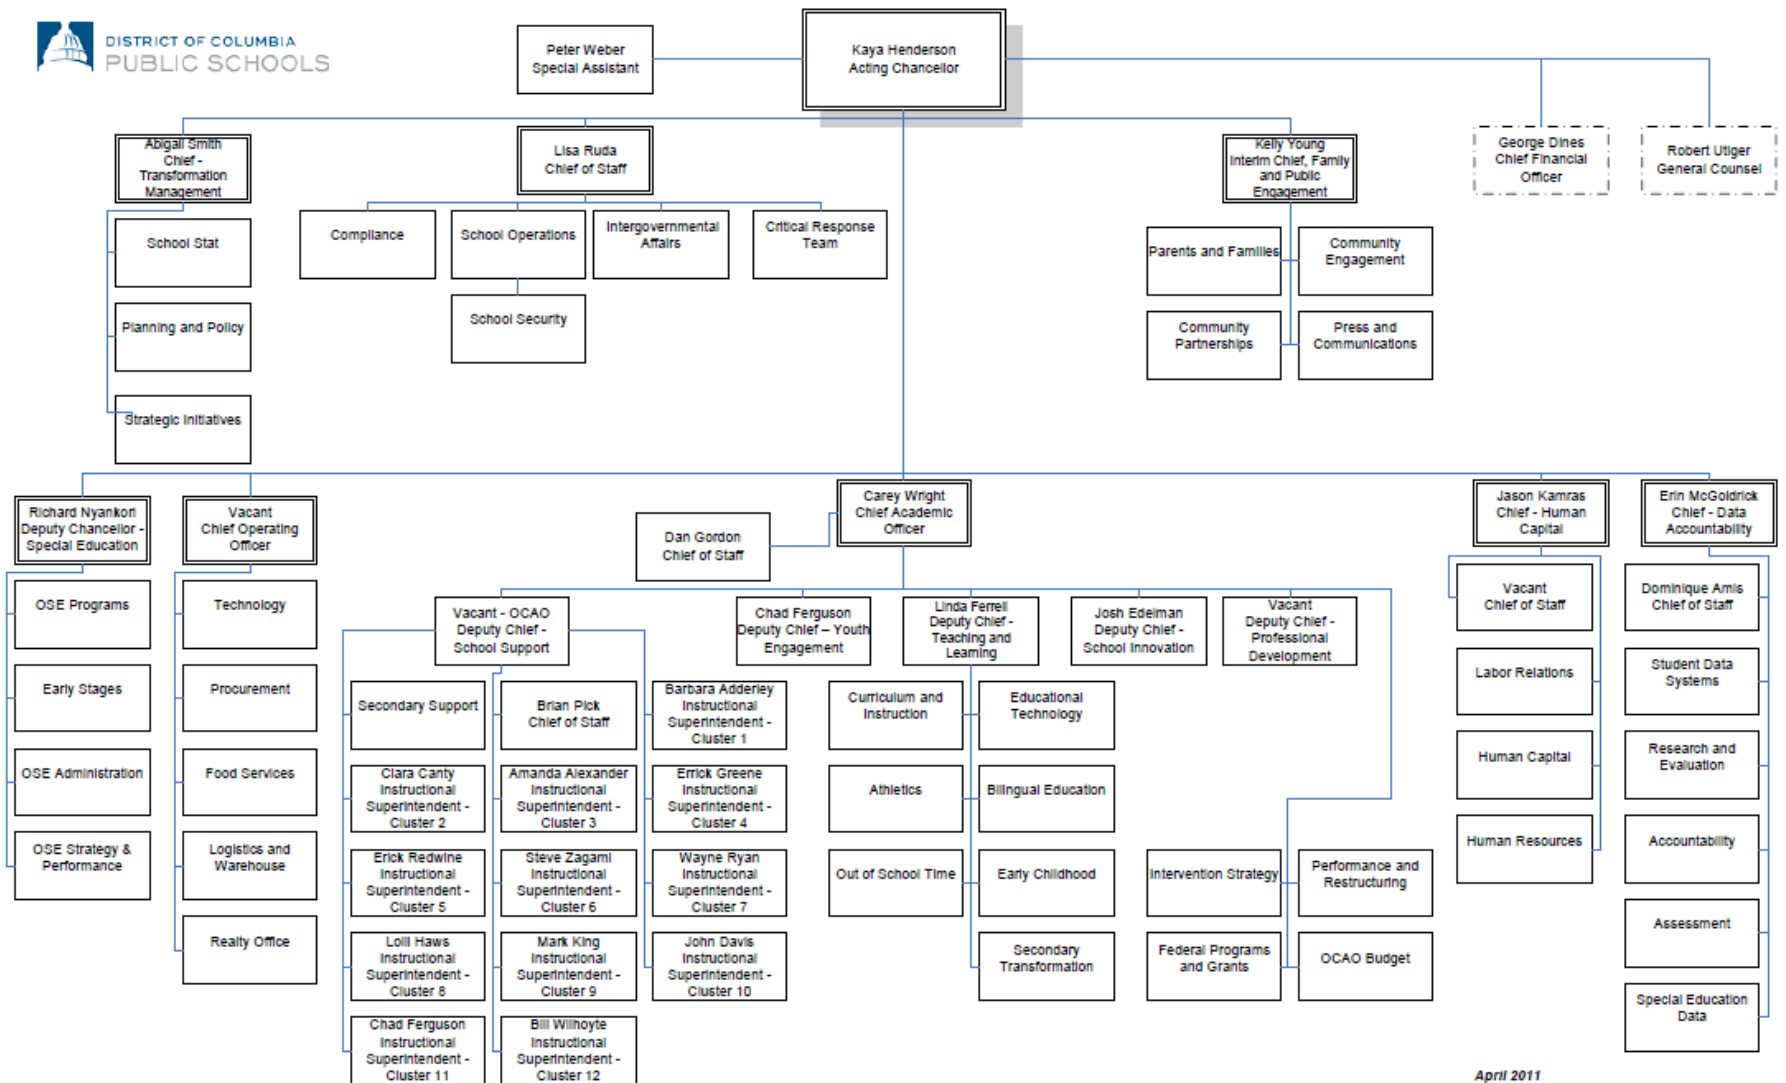 DISTRICT OF COLUMBIA
PUBLIC SCHOOLS
Peter Weber
Special Assistant
Kaya Henderson
Acting Chancellor
Abigail Smith
Chief -
Transformation
Management
Lisa Ruda
Chief of Staff
Kelly Young
Interim Chief, Family
and Public
Engagement
George Dines
Chief Financial
Officer
Robert Utiger
General Counsel
School Stat
Planning and Policy
Strategic Initiatives
Compliance
School Operations
Intergovernmental
Affairs
Critical Response
Team
School Security
Parents and Families
Community
Engagement
Community
Partnerships
Press and
Communications
Richard Nyankori
Deputy Chancellor -
Special Education
Vacant
Chief Operating
Officer
Dan Gordon
Chief of Staff
Carey Wright
Chief Academic
Officer
Jason Kamras
Chief - Human
Capital
Erin McGoldrick
Chief - Data
Accountability
OSE Programs
Early Stages
OSE Administration
OSE Strategy &
Performance
Technology
Procurement
Food Services
Logistics and
Warehouse
Realty Office
Vacant - OCAO
Deputy Chief -
School Support
Chad Ferguson
Deputy Chief – Youth
Engagement
Linda Ferrell
Deputy Chief -
Teaching and
Learning
Josh Edelman
Deputy Chief -
School Innovation
Vacant
Deputy Chief -
Professional
Development
Secondary Support
Brian Pick
Chief of Staff
Barbara Adderley
Instructional
Superintendent -
Cluster 1
Clara Canty
Instructional
Superintendent -
Cluster 2
Amanda Alexander
Instructional
Superintendent -
Cluster 3
Errick Greene
Instructional
Superintendent -
Cluster 4
Erick Redwine
Instructional
Superintendent -
Cluster 5
Steve Zagami
Instructional
Superintendent -
Cluster 6
Wayne Ryan
Instructional
Superintendent -
Cluster 7
Lolli Haws
Instructional
Superintendent -
Cluster 8
Mark King
Instructional
Superintendent -
Cluster 9
John Davis
Instructional
Superintendent -
Cluster 10
Chad Ferguson
Instructional
Superintendent -
Cluster 11
Bill Wilhoyte
Instructional
Superintendent -
Cluster 12
Curriculum and
Instruction
Educational
Technology
Athletics
Bilingual Education
Out of School Time
Early Childhood
Secondary
Transformation
Intervention Strategy
Performance and
Restructuring
Federal Programs
and Grants
OCAO Budget
Vacant
Chief of Staff
Labor Relations
Human Capital
Human Resources
Dominique Amis
Chief of Staff
Student Data
Systems
Research and
Evaluation
Accountability
Assessment
Special Education
Data
April 2011